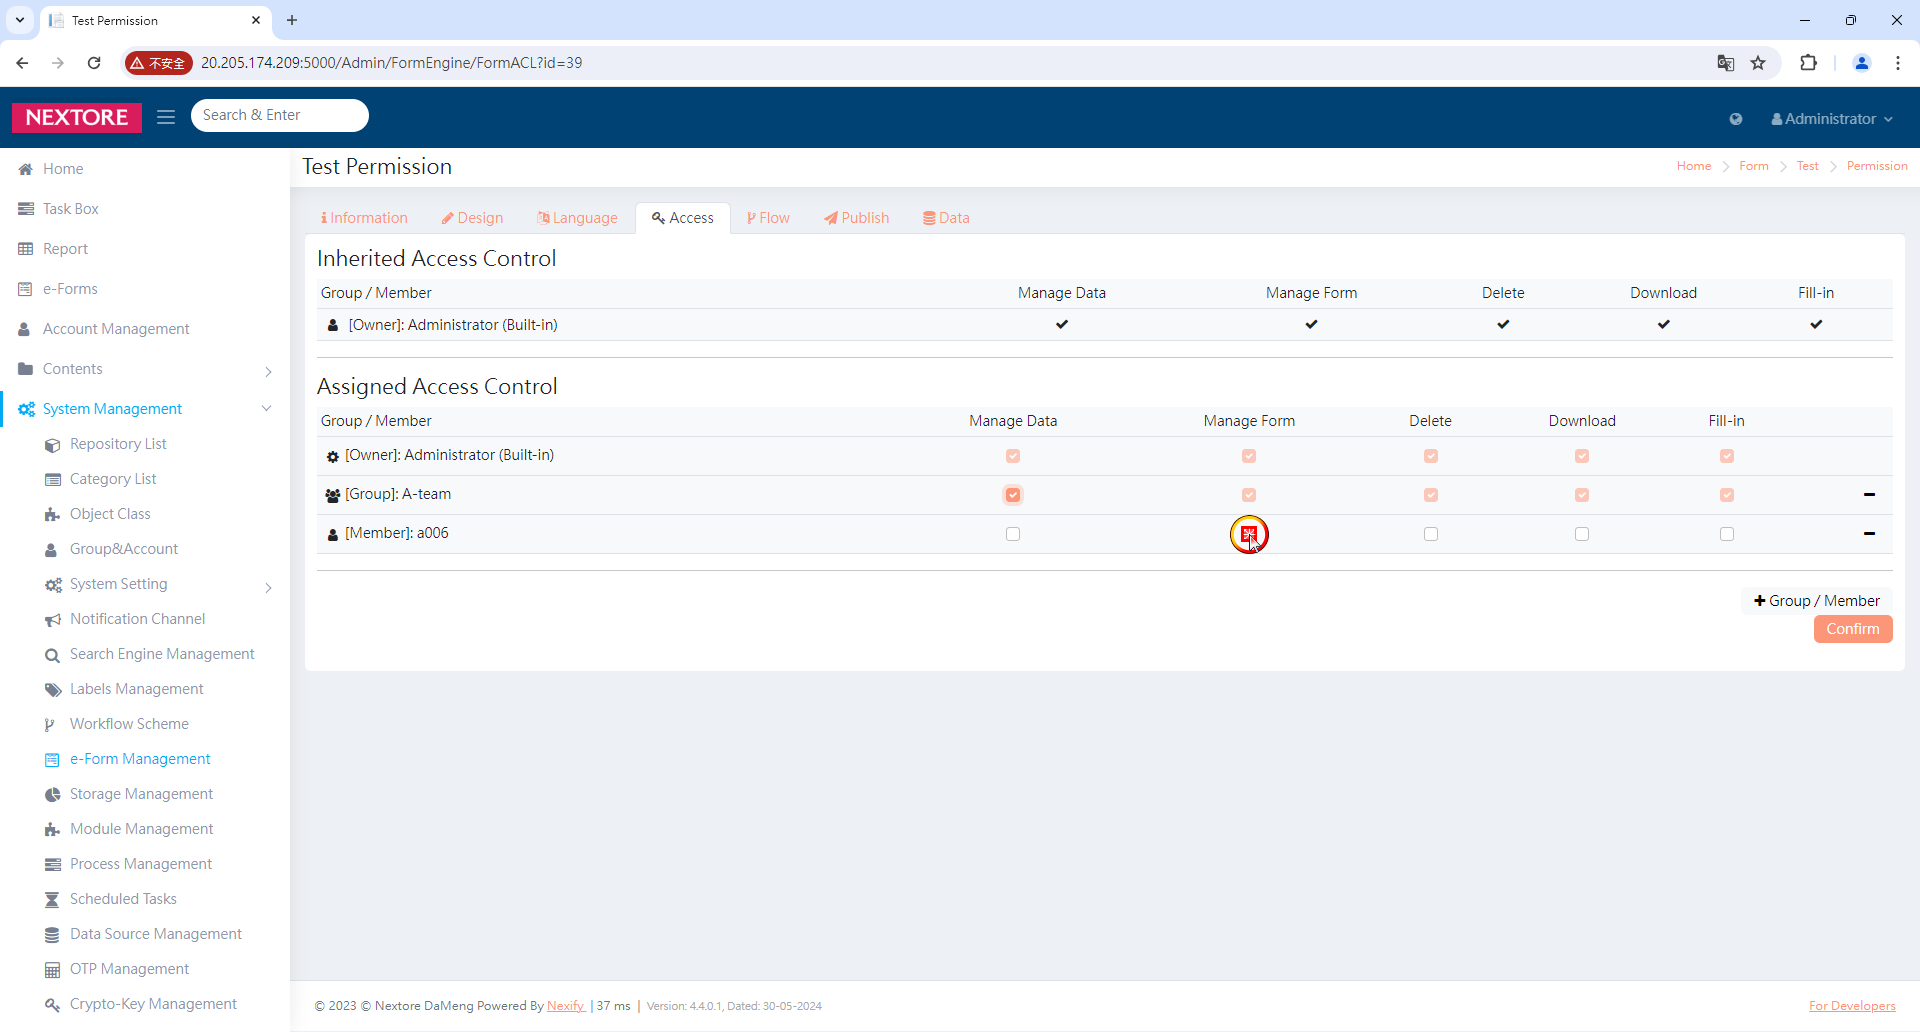 Test Permission
不安全
20.205.174.209:5000/Admin/FormEngine/FormACL?id=39
NEXTORE
Search & Enter
Administrator
Home
Task Box
Report
e-Forms
Account Management
Contents
System Management
Repository List
Category List
Object Class
Group&Account
System Setting
Notification Channel
Search Engine Management
Labels Management
Workflow Scheme
e-Form Management
Storage Management
Module Management
Process Management
Scheduled Tasks
Data Source Management
OTP Management
Crypto-Key Management
Test Permission
Home > Form > Test > Permission
Information Design Language Access Flow Publish Data
Inherited Access Control
Group / Member Manage Data Manage Form Delete Download Fill-in
[Owner]: Administrator (Built-in)
Assigned Access Control
Group / Member Manage Data Manage Form Delete Download Fill-in
[Owner]: Administrator (Built-in)
[Group]: A-team
[Member]: a006
Group / Member
Confirm
© 2023 © Nextore DaMeng Powered By Nexify | 37 ms | Version: 4.4.0.1, Dated: 30-05-2024
For Developers